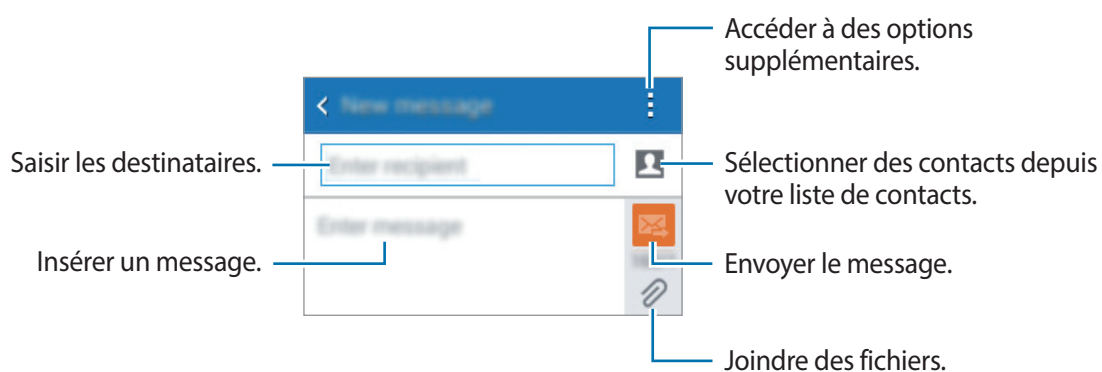 Accéder à des options
supplémentaires.
New message
Saisir les destinataires.
Enter recipient
Sélectionner des contacts depuis
votre liste de contacts.
Enter message
Insérer un message.
Envoyer le message.
Joindre des fichiers.